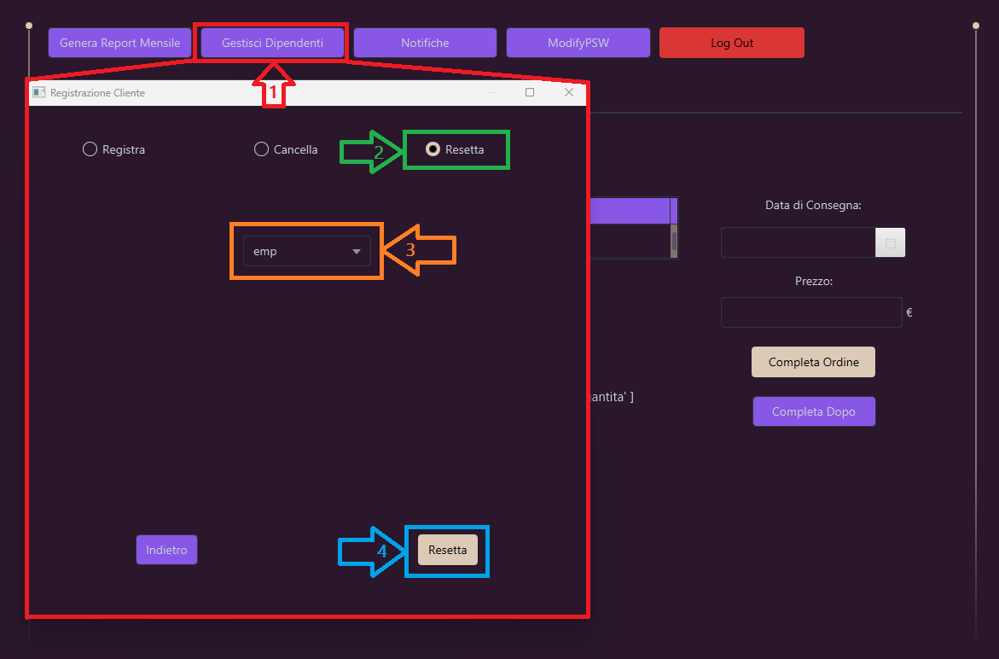 Genera Report Mensile
Gestisci Dipendenti
Notifiche
ModifyPSW
Log Out
1
Registrazione Cliente
Registra
Cancella
2
Resetta
Data di Consegna:
emp
3
Prezzo:
€
Completa Ordine
antita' ]
Completa Dopo
Indietro
4
Resetta